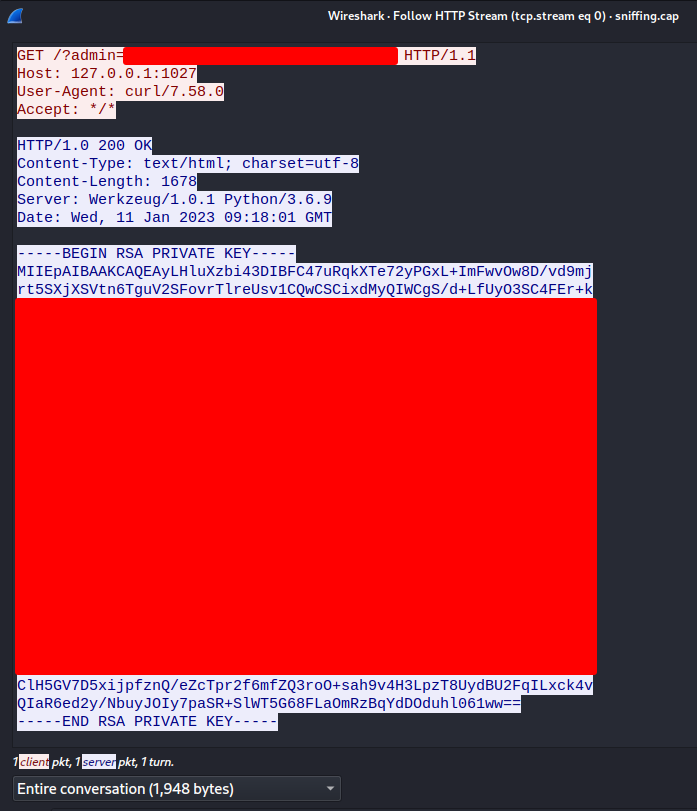 Wireshark · Follow HTTP Stream (tcp.stream eq 0) · sniffing.cap
GET /?admin= HTTP/1.1
Host: 127.0.0.1:1027
User-Agent: curl/7.58.0
Accept: */*
HTTP/1.0 200 OK
Content-Type: text/html; charset=utf-8
Content-Length: 1678
Server: Werkzeug/1.0.1 Python/3.6.9
Date: Wed, 11 Jan 2023 09:18:01 GMT
-----BEGIN RSA PRIVATE KEY-----
MIIEpAIBAAKCAQEAyLHluXzbi43DIBFC47uRqkXTe72yPGxL+ImFwvOw8D/vd9mj
rt5SXjXSVtn6TguV2SFovrTlreUsv1CQwCSCixdMyQIWCgS/d+LfUyO3SC4FEr+k
ClH5GV7D5xijpfznQ/eZcTpr2f6mfZQ3roO+sah9v4H3LpzT8UydBU2FqILxck4v
QIaR6ed2y/NbuyJOIy7paSR+SlWT5G68FLaOmRzBqYdDOduhl061ww==
-----END RSA PRIVATE KEY-----
1 client pkt, 1 server pkt, 1 turn.
Entire conversation (1,948 bytes)